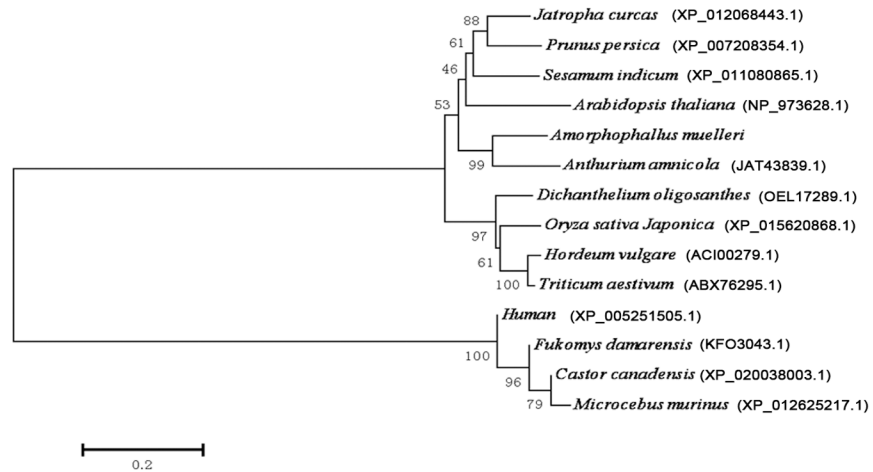 88
Jatropha curcas (XP_012068443.1)
61
Prunus persica (XP_007208354.1)
46
Sesamum indicum (XP_011080865.1)
53
Arabidopsis thaliana (NP_973628.1)
Amorphophallus muelleri
99
Anthurium amnicola (JAT43839.1)
Dichanthelium oligosanthes (OEL17289.1)
97
Oryza sativa Japonica (XP_015620868.1)
61
Hordeum vulgare (ACI00279.1)
100
Triticum aestivum (ABX76295.1)
Human (XP_005251505.1)
100
Fukomys damarensis (KFO3043.1)
96
Castor canadensis (XP_020038003.1)
79
Microcebus murinus (XP_012625217.1)
0.2